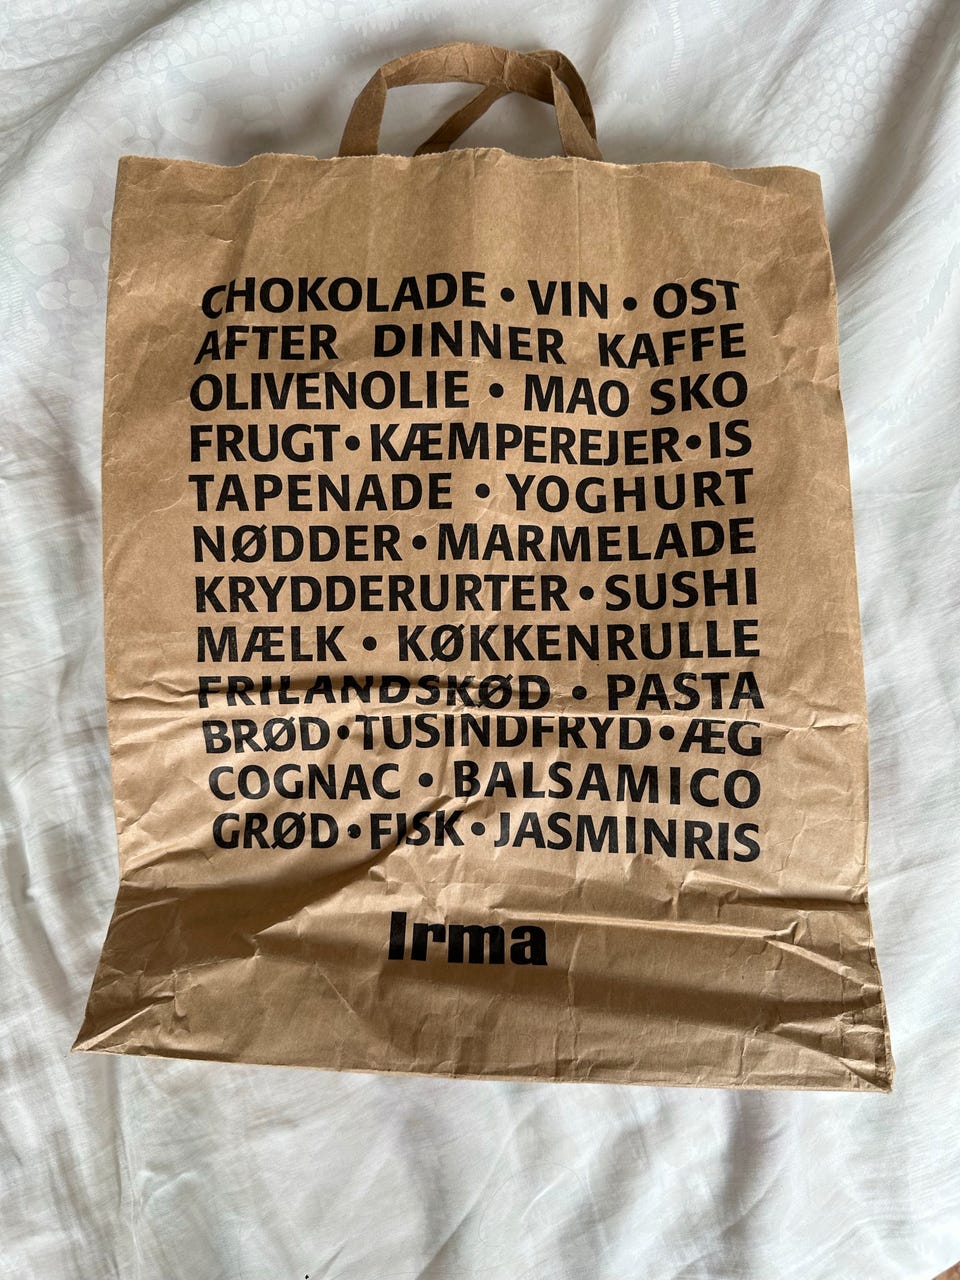 CHOKOLADE • VIN • OST
AFTER DINNER KAFFE
OLIVENOLIE • MAO SKO
FRUGT • KÆMPEREJER • IS
TAPENADE • YOGHURT
NØDDER • MARMELADE
KRYDDERURTER • SUSHI
MÆLK • KØKKENRULLE
FRILANDSKØD • PASTA
BRØD • TUSINDFRYD • ÆG
COGNAC • BALSAMICO
GRØD • FISK • JASMINRIS
Irma